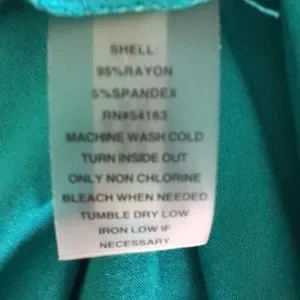 SHELL:
95%RAYON
5%SPANDEX
RN#54163
MACHINE WASH COLD
TURN INSIDE OUT
ONLY NON CHLORINE
BLEACH WHEN NEEDED
TUMBLE DRY LOW
IRON LOW IF
NECESSARY